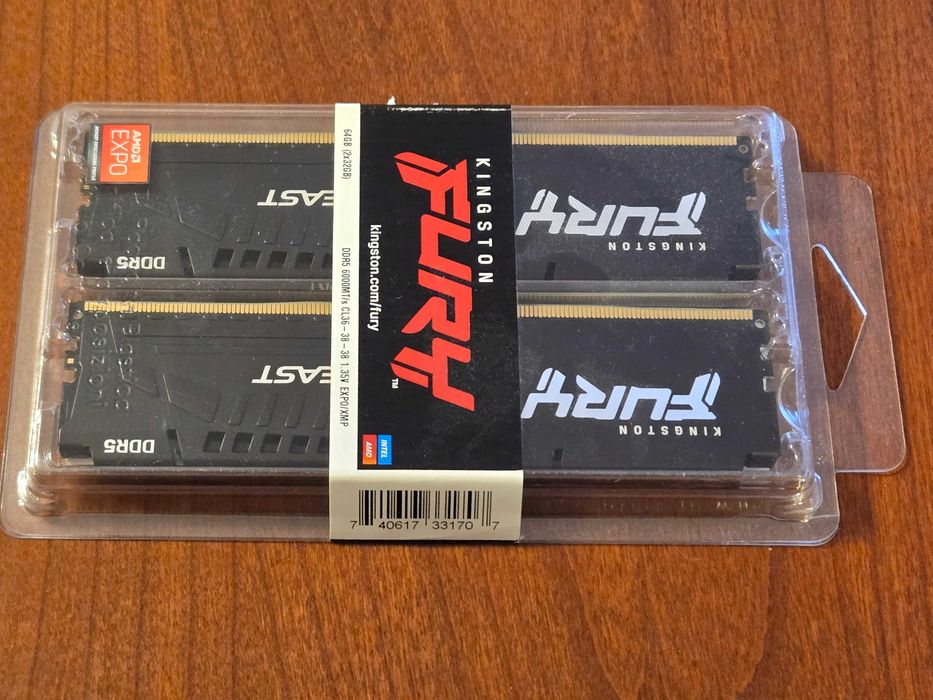 AMD
EXPO
FURY
KINGSTON
EAST
DDR5
FURY
KINGSTON
EAST
DDR5
64GB (2x32GB)
DDR5 6000MT/s CL36-38-38 1.35V EXPO/XMP
KINGSTON
FURY™
kingston.com/fury
INTEL
AMD
7 40617 33170 7